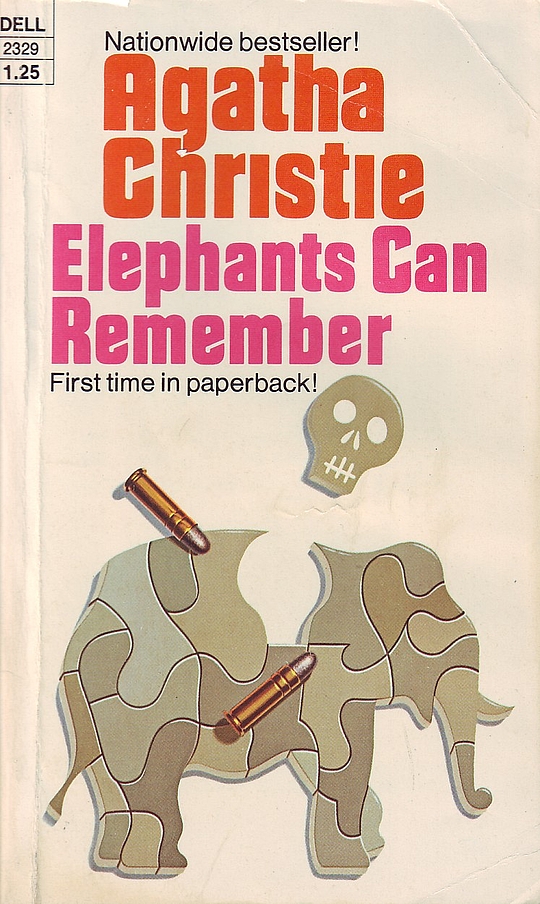 DELL
2329
1.25
Nationwide bestseller!
Agatha
Christie
Elephants Can
Remember
First time in paperback!